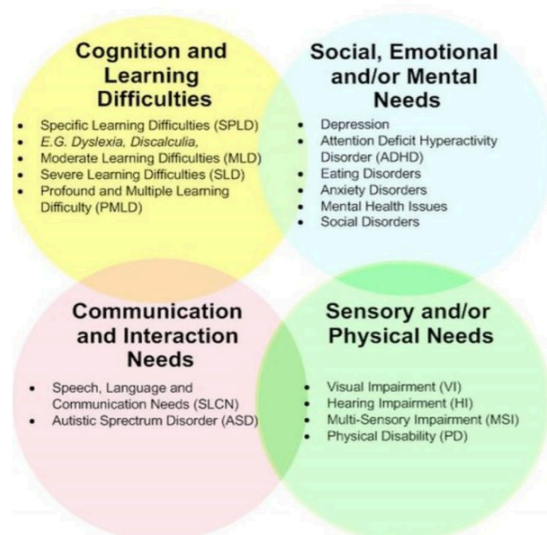 Cognition and
Learning
Difficulties
• Specific Learning Difficulties (SPLD)
• E.G. Dyslexia, Discalculia,
• Moderate Learning Difficulties (MLD)
• Severe Learning Difficulties (SLD)
• Profound and Multiple Learning
Difficulty (PMLD)
Social, Emotional
and/or Mental
Needs
• Depression
• Attention Deficit Hyperactivity
Disorder (ADHD)
• Eating Disorders
• Anxiety Disorders
• Mental Health Issues
• Social Disorders
Communication
and Interaction
Needs
• Speech, Language and
Communication Needs (SLCN)
• Autistic Sprectrum Disorder (ASD)
Sensory and/or
Physical Needs
• Visual Impairment (VI)
• Hearing Impairment (HI)
• Multi-Sensory Impairment (MSI)
• Physical Disability (PD)